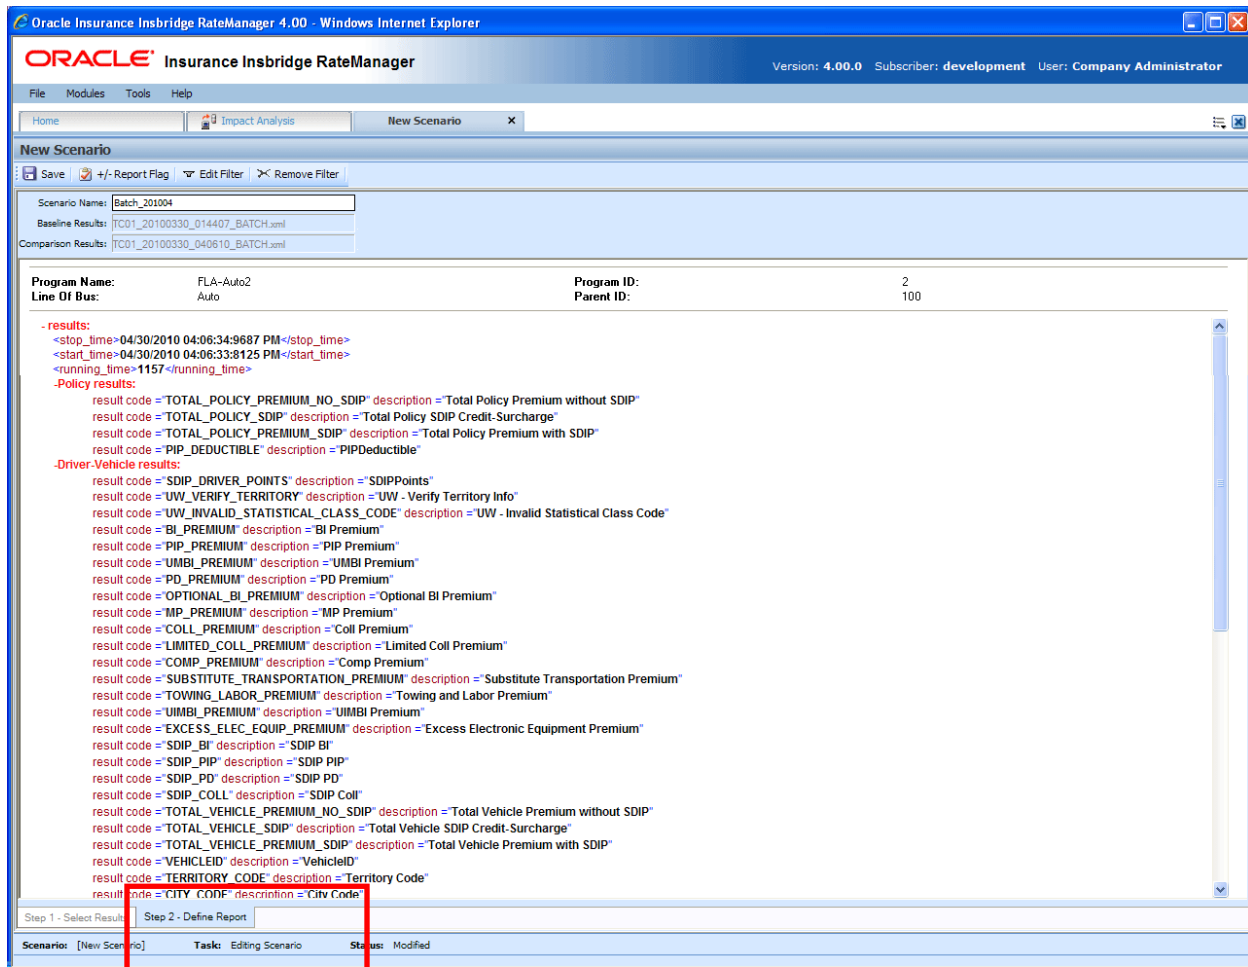 Oracle Insurance Insbridge RateManager 4.00 - Windows Internet Explorer
ORACLE Insurance Insbridge RateManager
Version: 4.00.0 Subscriber: development User: Company Administrator
File Modules Tools Help
Home Impact Analysis New Scenario x
New Scenario
Save +/- Report Flag Edit Filter Remove Filter
Scenario Name: Batch_201004
Baseline Results: TC01_20100330_014407_BATCH.xml
Comparison Results: TC01_20100330_040610_BATCH.xml
Program Name: FLA-Auto2 Program ID: 2
Line Of Bus: Auto Parent ID: 100
- results:
<stop_time>04/30/2010 04:06:34:9687 PM</stop_time>
<start_time>04/30/2010 04:06:33:8125 PM</start_time>
<running_time>1157</running_time>
-Policy results:
result code ="TOTAL_POLICY_PREMIUM_NO_SDIP" description ="Total Policy Premium without SDIP"
result code ="TOTAL_POLICY_SDIP" description ="Total Policy SDIP Credit-Surcharge"
result code ="TOTAL_POLICY_PREMIUM_SDIP" description ="Total Policy Premium with SDIP"
result code ="PIP_DEDUCTIBLE" description ="PIPDeductible"
-Driver-Vehicle results:
result code ="SDIP_DRIVER_POINTS" description ="SDIPPoints"
result code ="UW_VERIFY_TERRITORY" description ="UW - Verify Territory Info"
result code ="UW_INVALID_STATISTICAL_CLASS_CODE" description ="UW - Invalid Statistical Class Code"
result code ="BI_PREMIUM" description ="BI Premium"
result code ="PIP_PREMIUM" description ="PIP Premium"
result code ="UMBI_PREMIUM" description ="UMBI Premium"
result code ="PD_PREMIUM" description ="PD Premium"
result code ="OPTIONAL_BI_PREMIUM" description ="Optional BI Premium"
result code ="MP_PREMIUM" description ="MP Premium"
result code ="COLL_PREMIUM" description ="Coll Premium"
result code ="LIMITED_COLL_PREMIUM" description ="Limited Coll Premium"
result code ="COMP_PREMIUM" description ="Comp Premium"
result code ="SUBSTITUTE_TRANSPORTATION_PREMIUM" description ="Substitute Transportation Premium"
result code ="TOWING_LABOR_PREMIUM" description ="Towing and Labor Premium"
result code ="UIMBI_PREMIUM" description ="UIMBI Premium"
result code ="EXCESS_ELEC_EQUIP_PREMIUM" description ="Excess Electronic Equipment Premium"
result code ="SDIP_BI" description ="SDIP BI"
result code ="SDIP_PIP" description ="SDIP PIP"
result code ="SDIP_PD" description ="SDIP PD"
result code ="SDIP_COLL" description ="SDIP Coll"
result code ="TOTAL_VEHICLE_PREMIUM_NO_SDIP" description ="Total Vehicle Premium without SDIP"
result code ="TOTAL_VEHICLE_SDIP" description ="Total Vehicle SDIP Credit-Surcharge"
result code ="TOTAL_VEHICLE_PREMIUM_SDIP" description ="Total Vehicle Premium with SDIP"
result code ="VEHICLEID" description ="VehicleID"
result code ="TERRITORY_CODE" description ="Territory Code"
result code ="CITY_CODE" description ="City Code"
Step 1 - Select Results Step 2 - Define Report
Scenario: [New Scenario] Task: Editing Scenario Status: Modified